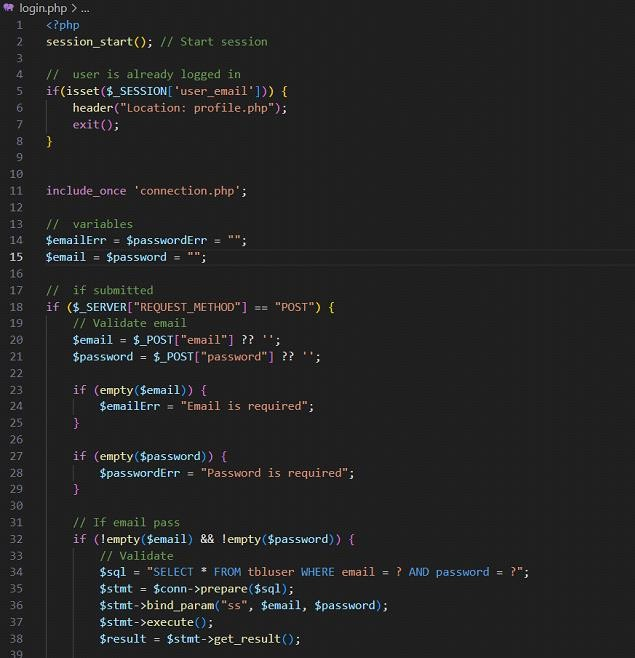 login.php > ...
1 <?php
2 session_start(); // Start session
3
4 //  user is already logged in
5 if(isset($_SESSION['user_email'])) {
6     header("Location: profile.php");
7     exit();
8 }
9
10
11 include_once 'connection.php';
12
13 //  variables
14 $emailErr = $passwordErr = "";
15 $email = $password = "";
16
17 //  if submitted
18 if ($_SERVER["REQUEST_METHOD"] == "POST") {
19     // Validate email
20     $email = $_POST["email"] ?? '';
21     $password = $_POST["password"] ?? '';
22
23     if (empty($email)) {
24         $emailErr = "Email is required";
25     }
26
27     if (empty($password)) {
28         $passwordErr = "Password is required";
29     }
30
31     // If email pass
32     if (!empty($email) && !empty($password)) {
33         // Validate
34         $sql = "SELECT * FROM tbluser WHERE email = ? AND password = ?";
35         $stmt = $conn->prepare($sql);
36         $stmt->bind_param("ss", $email, $password);
37         $stmt->execute();
38         $result = $stmt->get_result();
39